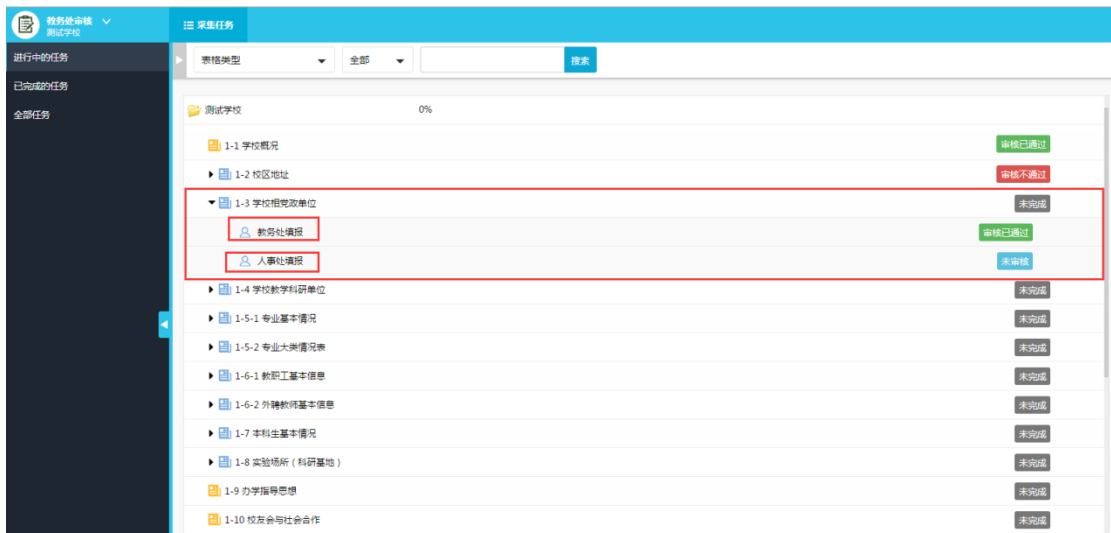 教务处审核
测试学校
采集任务
进行中的任务
已完成的任务
全部任务
表格类型 全部 搜索
测试学校 0%
1-1 学校概况 审核已通过
1-2 校区地址 审核不通过
1-3 学校相党政单位 未完成
教务处填报 审核已通过
人事处填报 未审核
1-4 学校教学科研单位 未完成
1-5-1 专业基本情况 未完成
1-5-2 专业大类情况表 未完成
1-6-1 教职工基本信息 未完成
1-6-2 外聘教师基本信息 未完成
1-7 本科生基本情况 未完成
1-8 实验场所（科研基地） 未完成
1-9 办学指导思想 未完成
1-10 校友会与社会合作 未完成